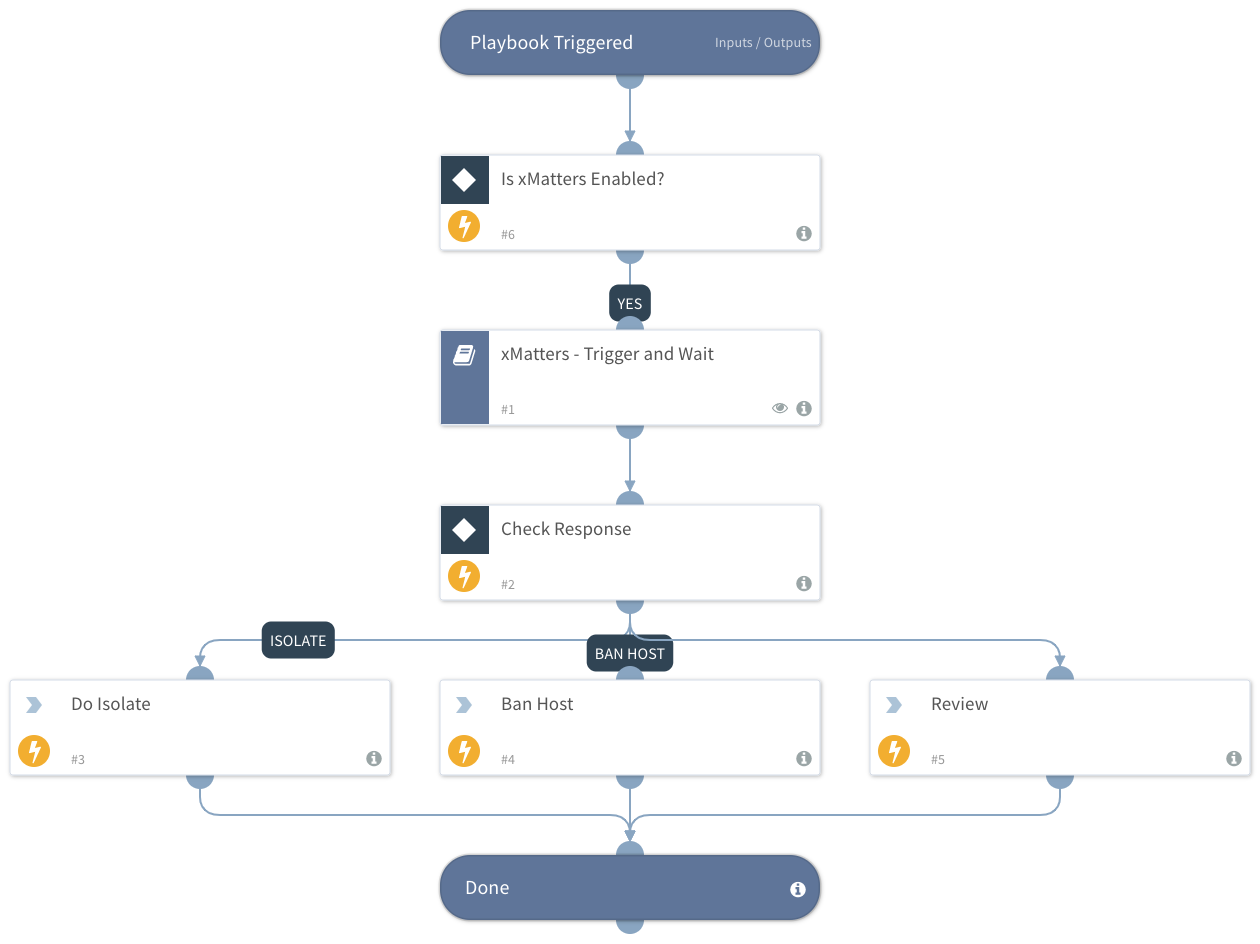 Playbook Triggered Inputs / Outputs
Is xMatters Enabled?
#6
YES
xMatters - Trigger and Wait
#1
Check Response
#2
ISOLATE
BAN HOST
Do Isolate
#3
Ban Host
#4
Review
#5
Done